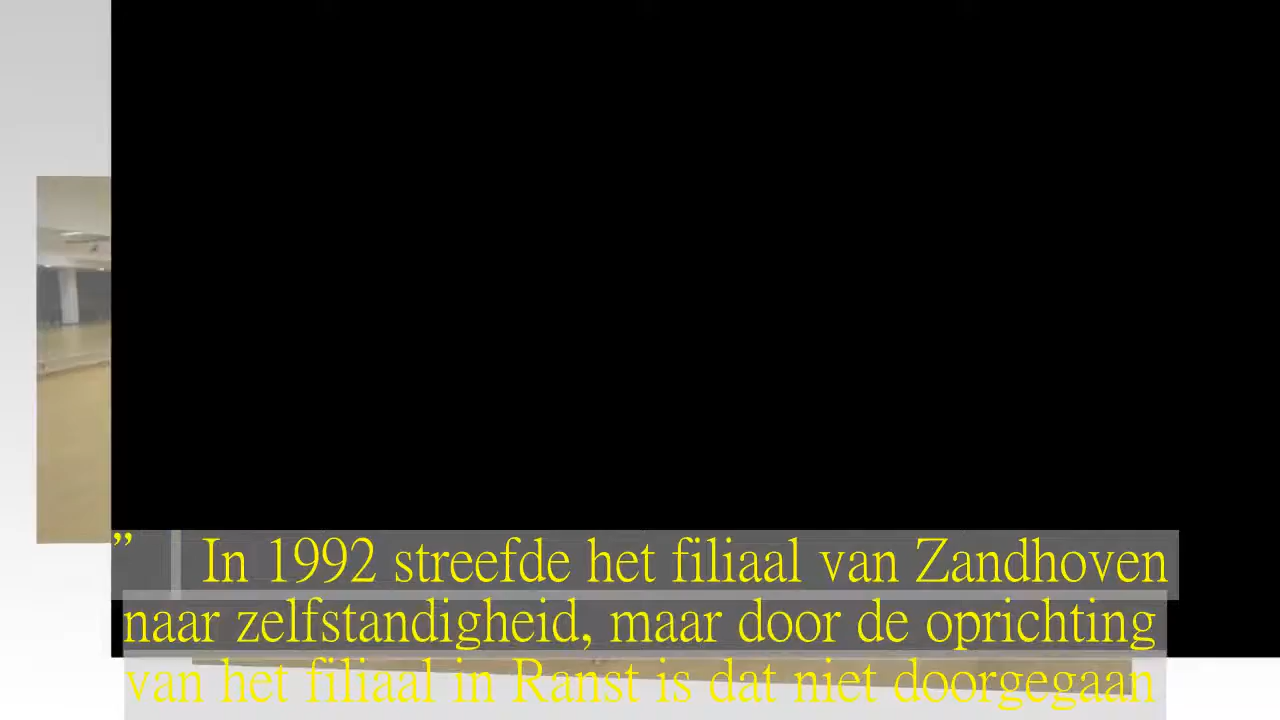 ” In 1992 streefde het filiaal van Zandhoven
naar zelfstandigheid, maar door de oprichting
van het filiaal in Ranst is dat niet doorgegaan